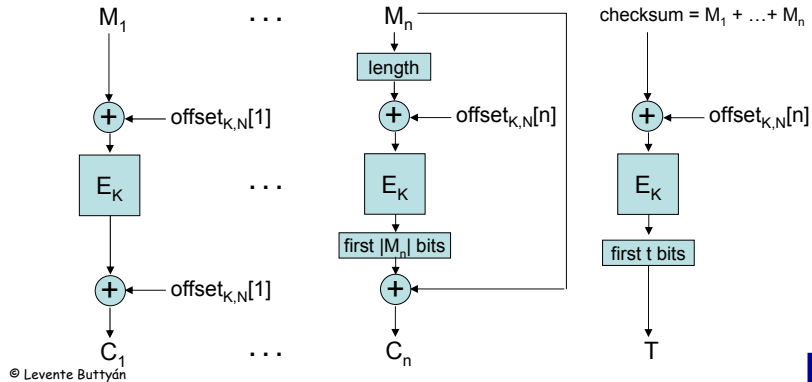 M1 . . . Mn checksum = M1 + …+ Mn
length
+ offsetK,N[1] + offsetK,N[n] + offsetK,N[n]
EK . . . EK EK
first |Mn| bits first t bits
+ offsetK,N[1] +
C1 . . . Cn T
© Levente Buttyán